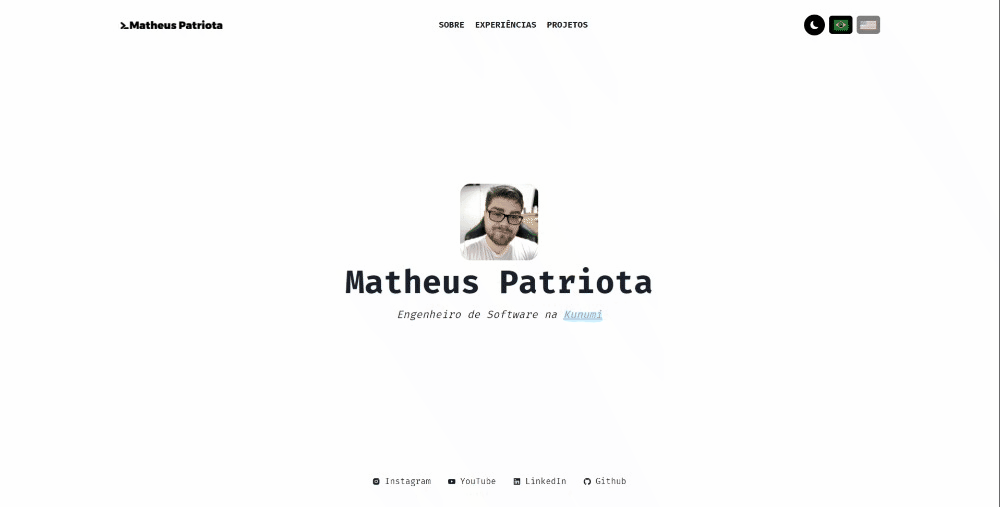 >_Matheus Patriota
SOBRE EXPERIÊNCIAS PROJETOS
Matheus Patriota
Engenheiro de Software na Kunumi
Instagram YouTube LinkedIn Github